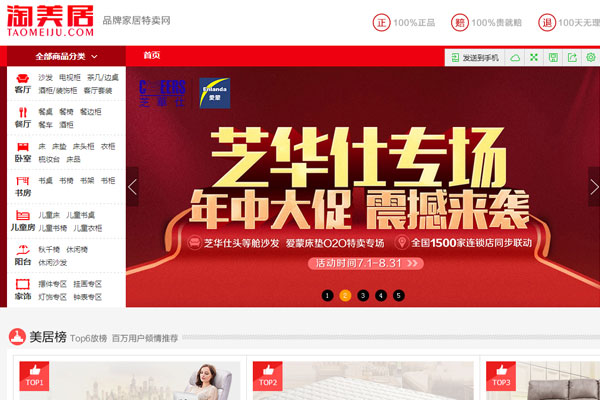 淘美居
TAOMEIJU.COM
品牌家居特卖网
正 100%正品
赔 100%贵就赔
退 100天无理
全部商品分类
首页
发送到手机
客厅
沙发 电视柜 茶几/边桌
酒柜/装饰柜 客厅套装
餐厅
餐桌 餐椅 餐边柜
餐车 酒柜
卧室
床 床垫 床头柜 衣柜
梳妆台 床品
书房
书桌 书椅 书架 书柜
儿童房
儿童床 儿童书桌
儿童书椅 儿童衣柜
阳台
秋千椅 休闲椅
休闲沙发
家饰
摆件专区 挂画专区
灯饰专区 钟表专区
CHEERS
芝华仕
Enlanda
爱蒙
芝华仕专场
年中大促 震撼来袭
芝华仕头等舱沙发 爱蒙床垫O2O特卖专场
全国1500家连锁店同步联动
活动时间7.1-8.31
1 2 3 4 5
美居榜 Top6放榜 百万用户倾情推荐
TOP1
TOP2
TOP3